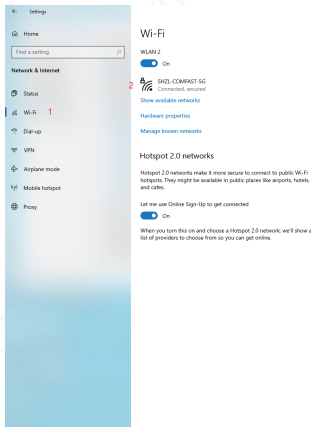 Settings
Home
Find a setting
Network & Internet
Status
Wi-Fi 1
Dial-up
VPN
Airplane mode
Mobile hotspot
Proxy
Wi-Fi
WLAN 2
On
2 SHZL-COMFAST-5G
Connected, secured
Show available networks
Hardware properties
Manage known networks
Hotspot 2.0 networks
Hotspot 2.0 networks make it more secure to connect to public Wi-Fi
hotspots. They might be available in public places like airports, hotels,
and cafes.
Let me use Online Sign-Up to get connected
On
When you turn this on and choose a Hotspot 2.0 network, we'll show a
list of providers to choose from so you can get online.